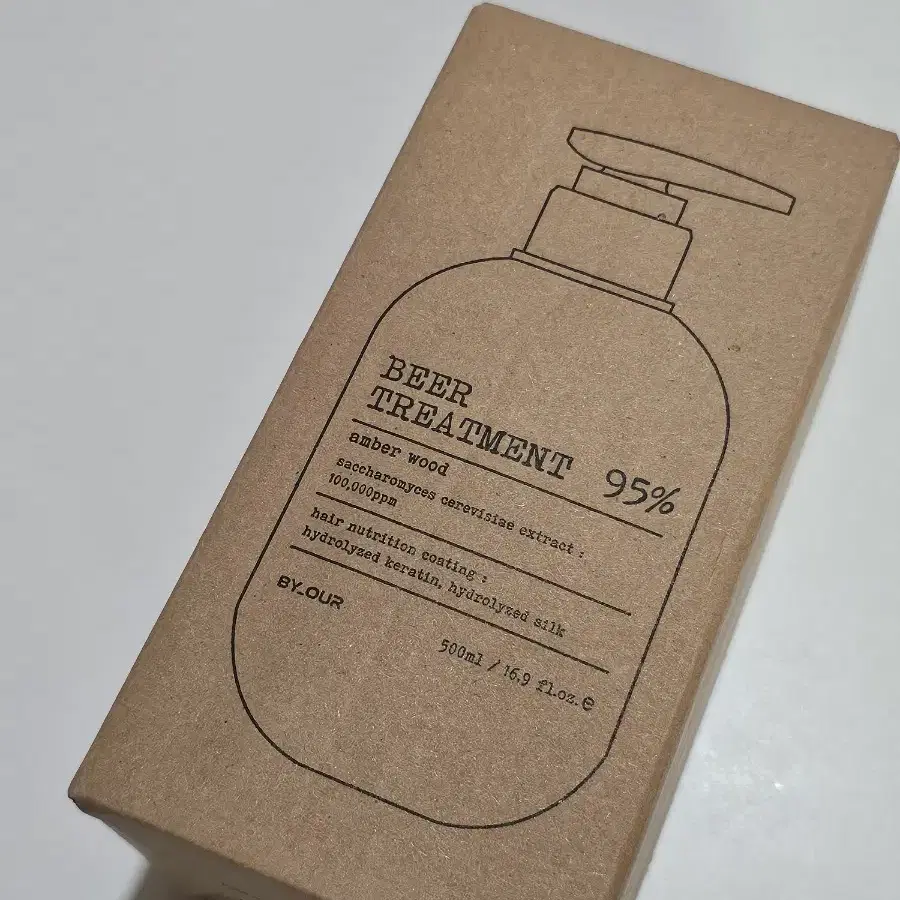 BEER
TREATMENT 95%
amber wood
saccharomyces cerevisiae extract :
100,000ppm
hair nutrition coating :
hydrolyzed keratin, hydrolyzed silk
BY_OUR
500ml / 16.9 fl.oz. ℮